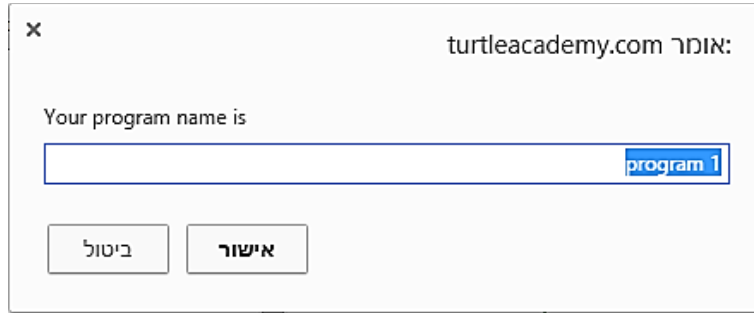 turtleacademy.com אומר:
Your program name is
program 1
ביטול אישור